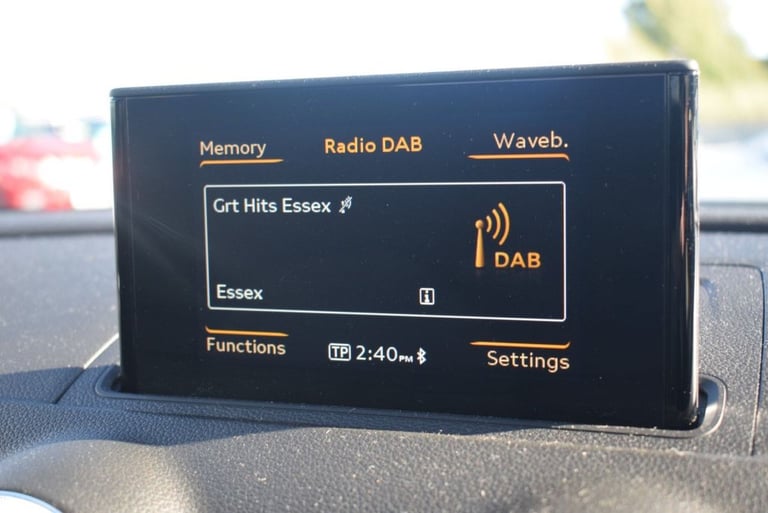 Memory Radio DAB Waveb.
Grt Hits Essex
DAB
Essex i
Functions TP 2:40PM Settings